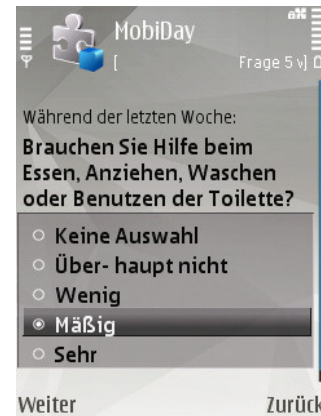 MobiDay
[
Frage 5 v]
Während der letzten Woche:
Brauchen Sie Hilfe beim
Essen, Anziehen, Waschen
oder Benutzen der Toilette?
Keine Auswahl
Über- haupt nicht
Wenig
Mäßig
Sehr
Weiter
Zurück